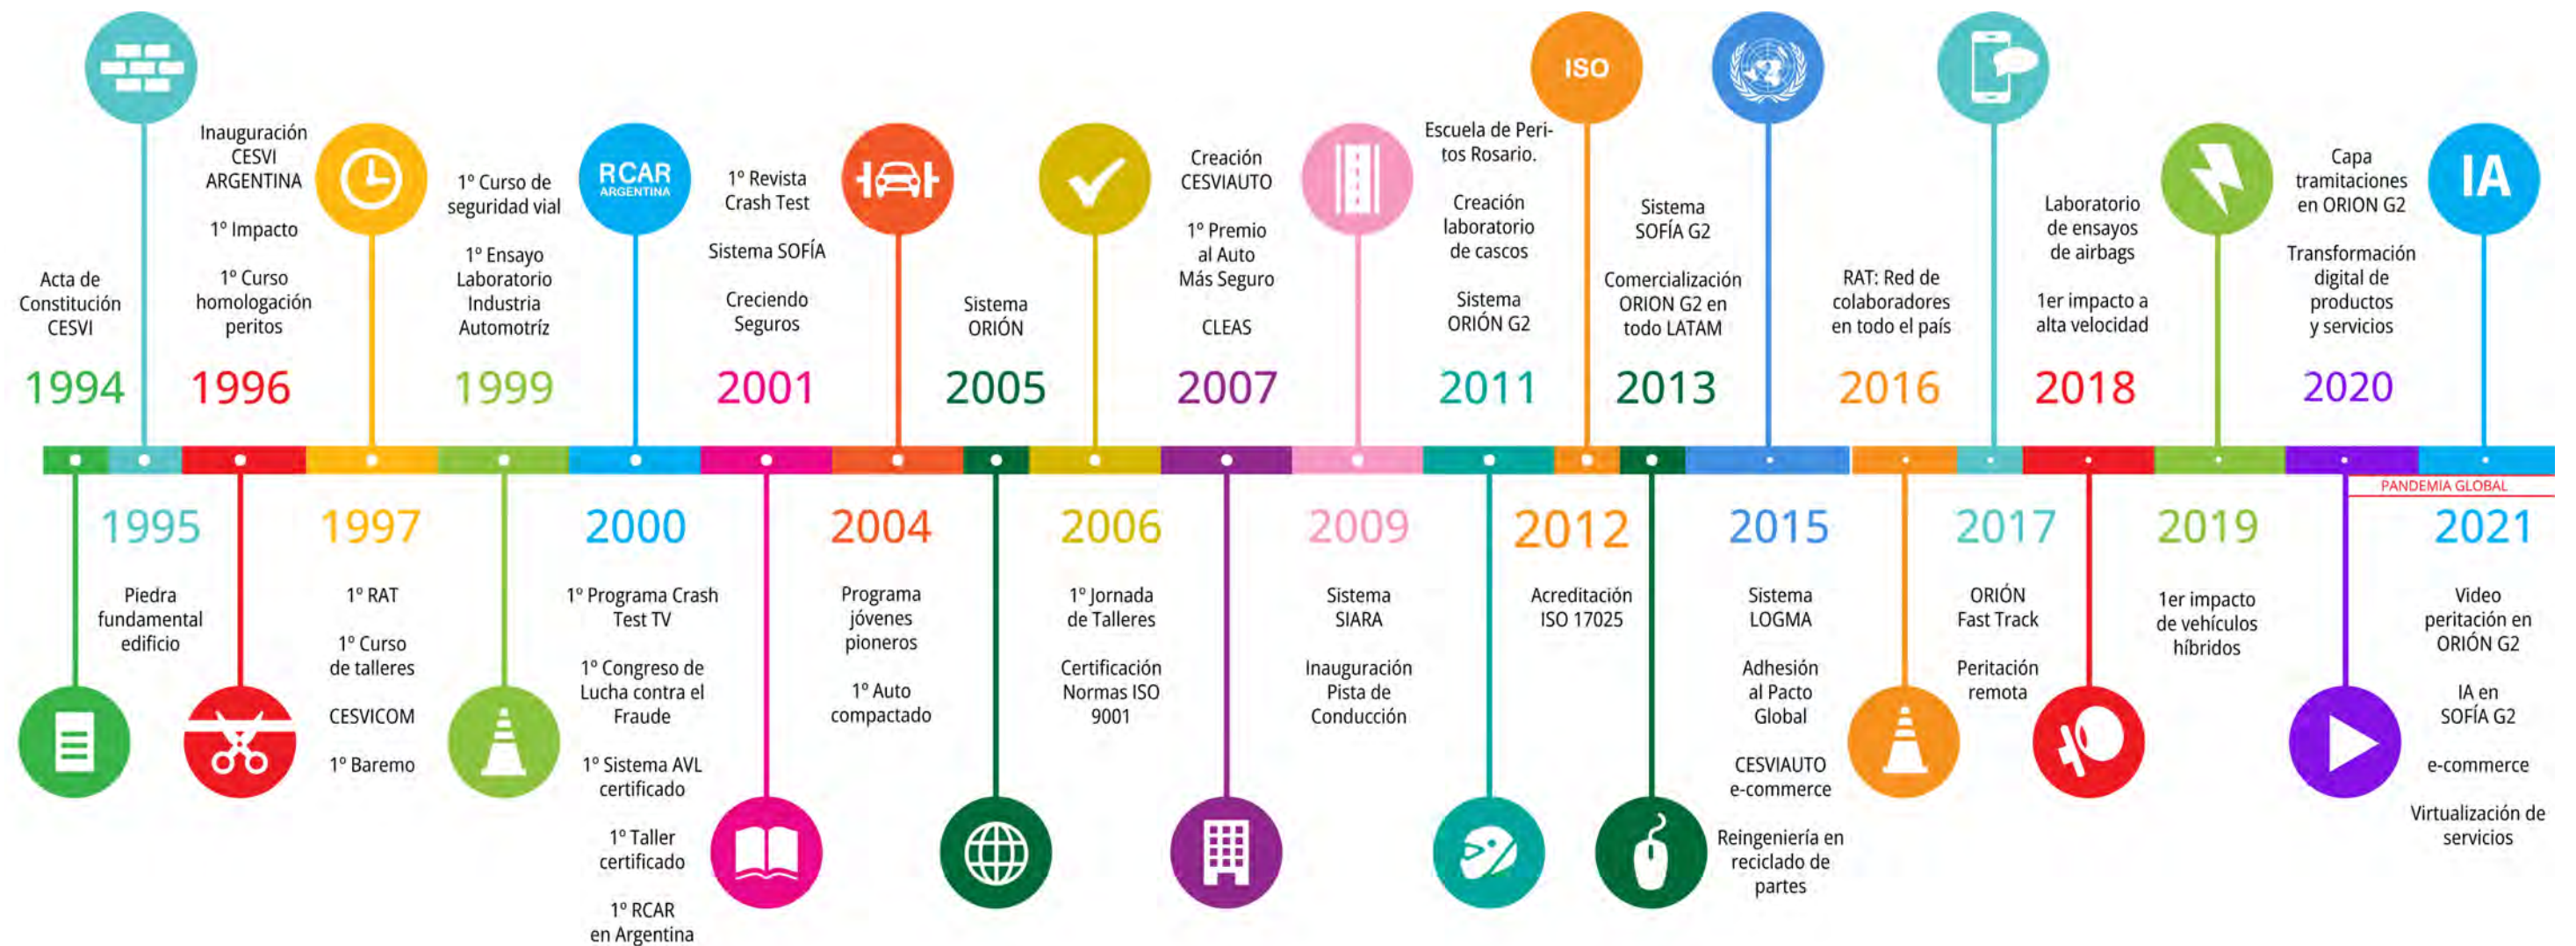 Acta de
Constitución
CESVI
1994
1995
Piedra
fundamental
edificio
Inauguración
CESVI
ARGENTINA
1º Impacto
1º Curso
homologación
peritos
1996
1997
1º RAT
1º Curso
de talleres
CESVICOM
1º Baremo
1º Curso de
seguridad vial
1º Ensayo
Laboratorio
Industria
Automotríz
1999
RCAR
ARGENTINA
2000
1º Programa Crash
Test TV
1º Congreso de
Lucha contra el
Fraude
1º Sistema AVL
certificado
1º Taller
certificado
1º RCAR
en Argentina
1º Revista
Crash Test
Sistema SOFÍA
Creciendo
Seguros
2001
2004
Programa
jóvenes
pioneros
1º Auto
compactado
Sistema
ORIÓN
2005
2006
1º Jornada
de Talleres
Certificación
Normas ISO
9001
Creación
CESVIAUTO
1º Premio
al Auto
Más Seguro
CLEAS
2007
2009
Sistema
SIARA
Inauguración
Pista de
Conducción
Escuela de Peri-
tos Rosario.
Creación
laboratorio
de cascos
Sistema
ORIÓN G2
2011
ISO
2012
Acreditación
ISO 17025
Sistema
SOFÍA G2
Comercialización
ORION G2 en
todo LATAM
2013
2015
Sistema
LOGMA
Adhesión
al Pacto
Global
CESVIAUTO
e-commerce
Reingeniería en
reciclado de
partes
RAT: Red de
colaboradores
en todo el país
2016
2017
ORIÓN
Fast Track
Peritación
remota
Laboratorio
de ensayos
de airbags
1er impacto a
alta velocidad
2018
2019
1er impacto
de vehículos
híbridos
Capa
tramitaciones
en ORION G2
Transformación
digital de
productos
y servicios
2020
IA
PANDEMIA GLOBAL
2021
Video
peritación en
ORIÓN G2
IA en
SOFÍA G2
e-commerce
Virtualización de
servicios